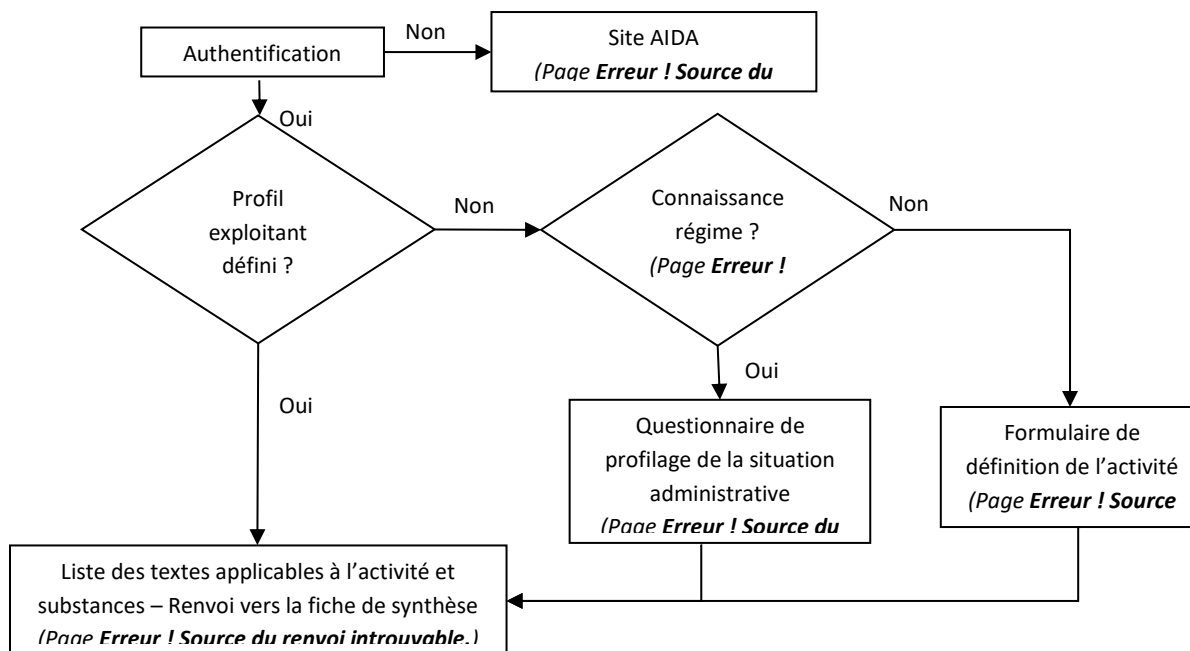 Authentification
Non
Site AIDA
(Page Erreur ! Source du
Oui
Profil
exploitant
défini ?
Non
Connaissance
régime ?
(Page Erreur !
Non
Oui
Oui
Questionnaire de
profilage de la situation
administrative
(Page Erreur ! Source du
Formulaire de
définition de l’activité
(Page Erreur ! Source
Liste des textes applicables à l’activité et
substances – Renvoi vers la fiche de synthèse
(Page Erreur ! Source du renvoi introuvable.)